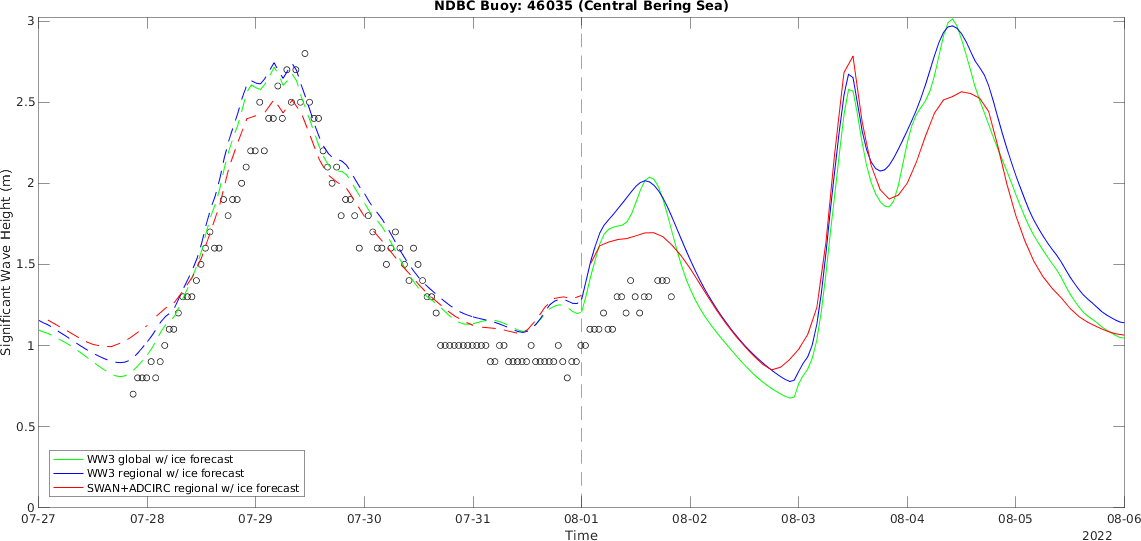 NDBC Buoy: 46035 (Central Bering Sea)
3
2.5
2
1.5
1
0.5
0
Significant Wave Height (m)
WW3 global w/ ice forecast
WW3 regional w/ ice forecast
SWAN+ADCIRC regional w/ ice forecast
07-27 07-28 07-29 07-30 07-31 08-01 08-02 08-03 08-04 08-05 08-06
Time
2022